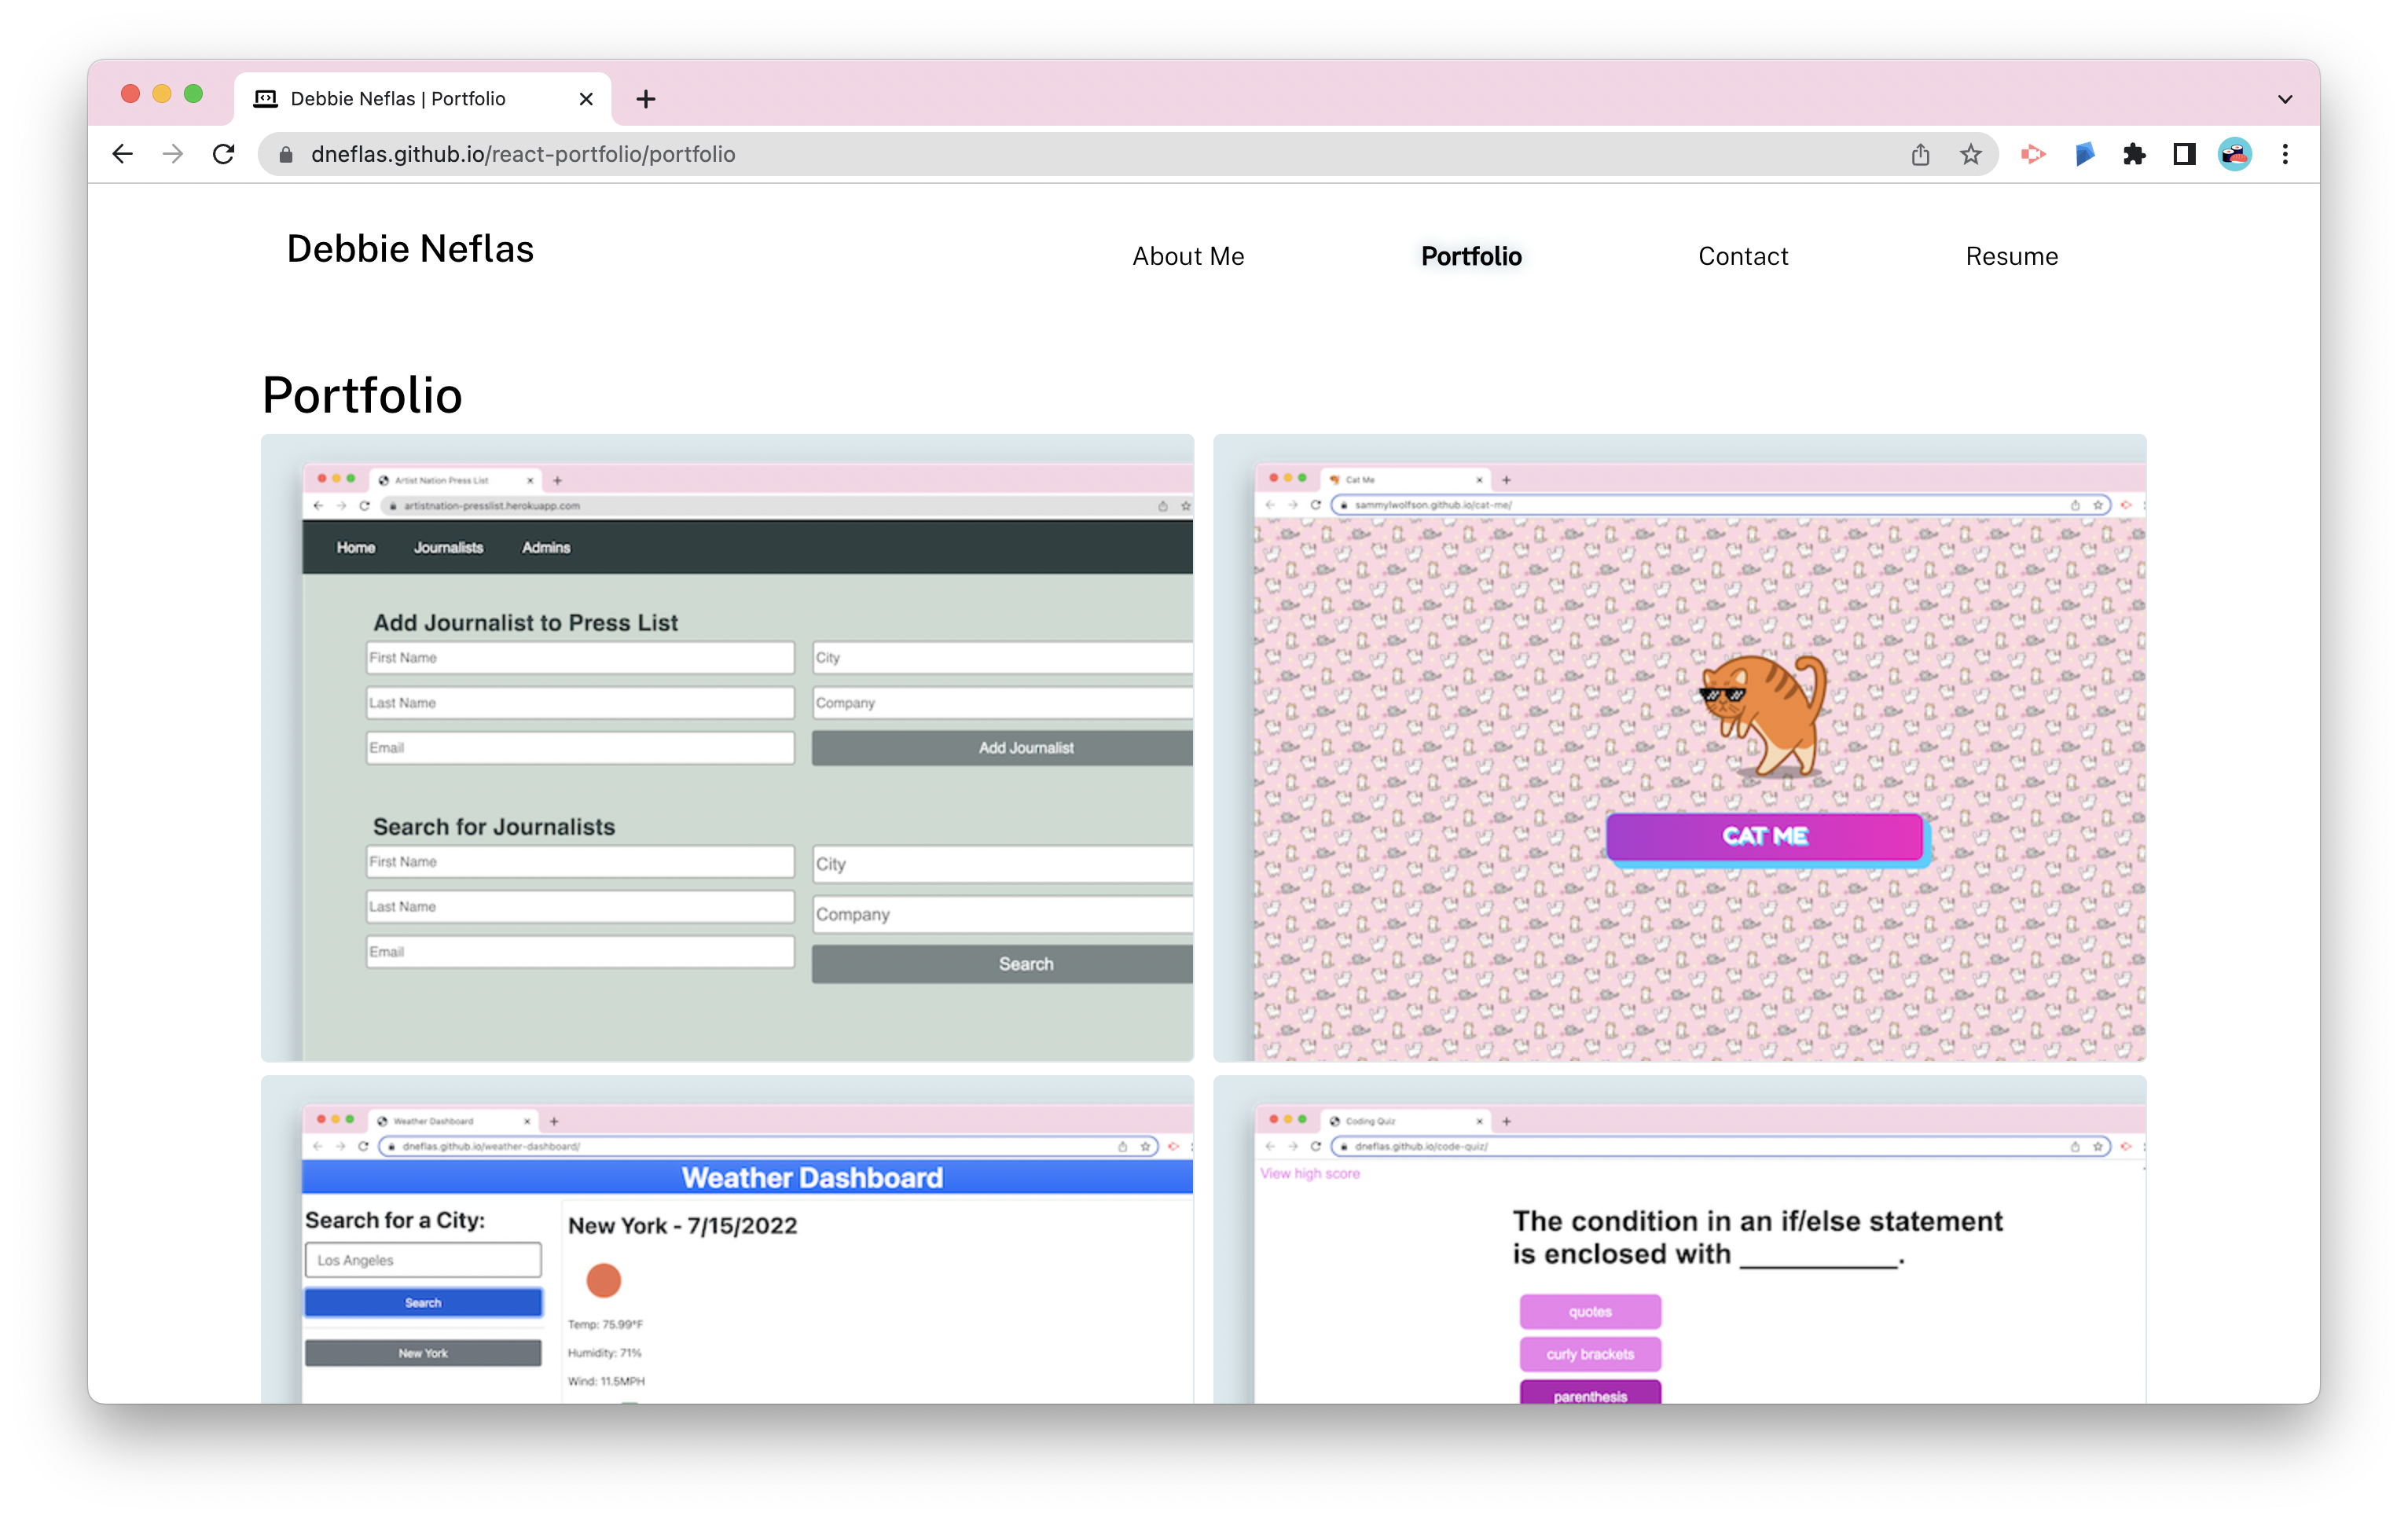 Debbie Neflas | Portfolio
dneflas.github.io/react-portfolio/portfolio
Debbie Neflas
About Me
Portfolio
Contact
Resume
Portfolio
Artist Nation Press List
artistnation-presslist.herokuapp.com
Home
Journalists
Admins
Add Journalist to Press List
First Name
City
Last Name
Company
Email
Add Journalist
Search for Journalists
First Name
City
Last Name
Company
Email
Search
Cat Me
sammylwolfson.github.io/cat-me/
CAT ME
Weather Dashboard
dneflas.github.io/weather-dashboard/
Weather Dashboard
Search for a City:
Los Angeles
Search
New York
New York - 7/15/2022
Temp: 75.99°F
Humidity: 71%
Wind: 11.5MPH
Coding Quiz
dneflas.github.io/code-quiz/
View high score
The condition in an if/else statement
is enclosed with __________.
quotes
curly brackets
parenthesis